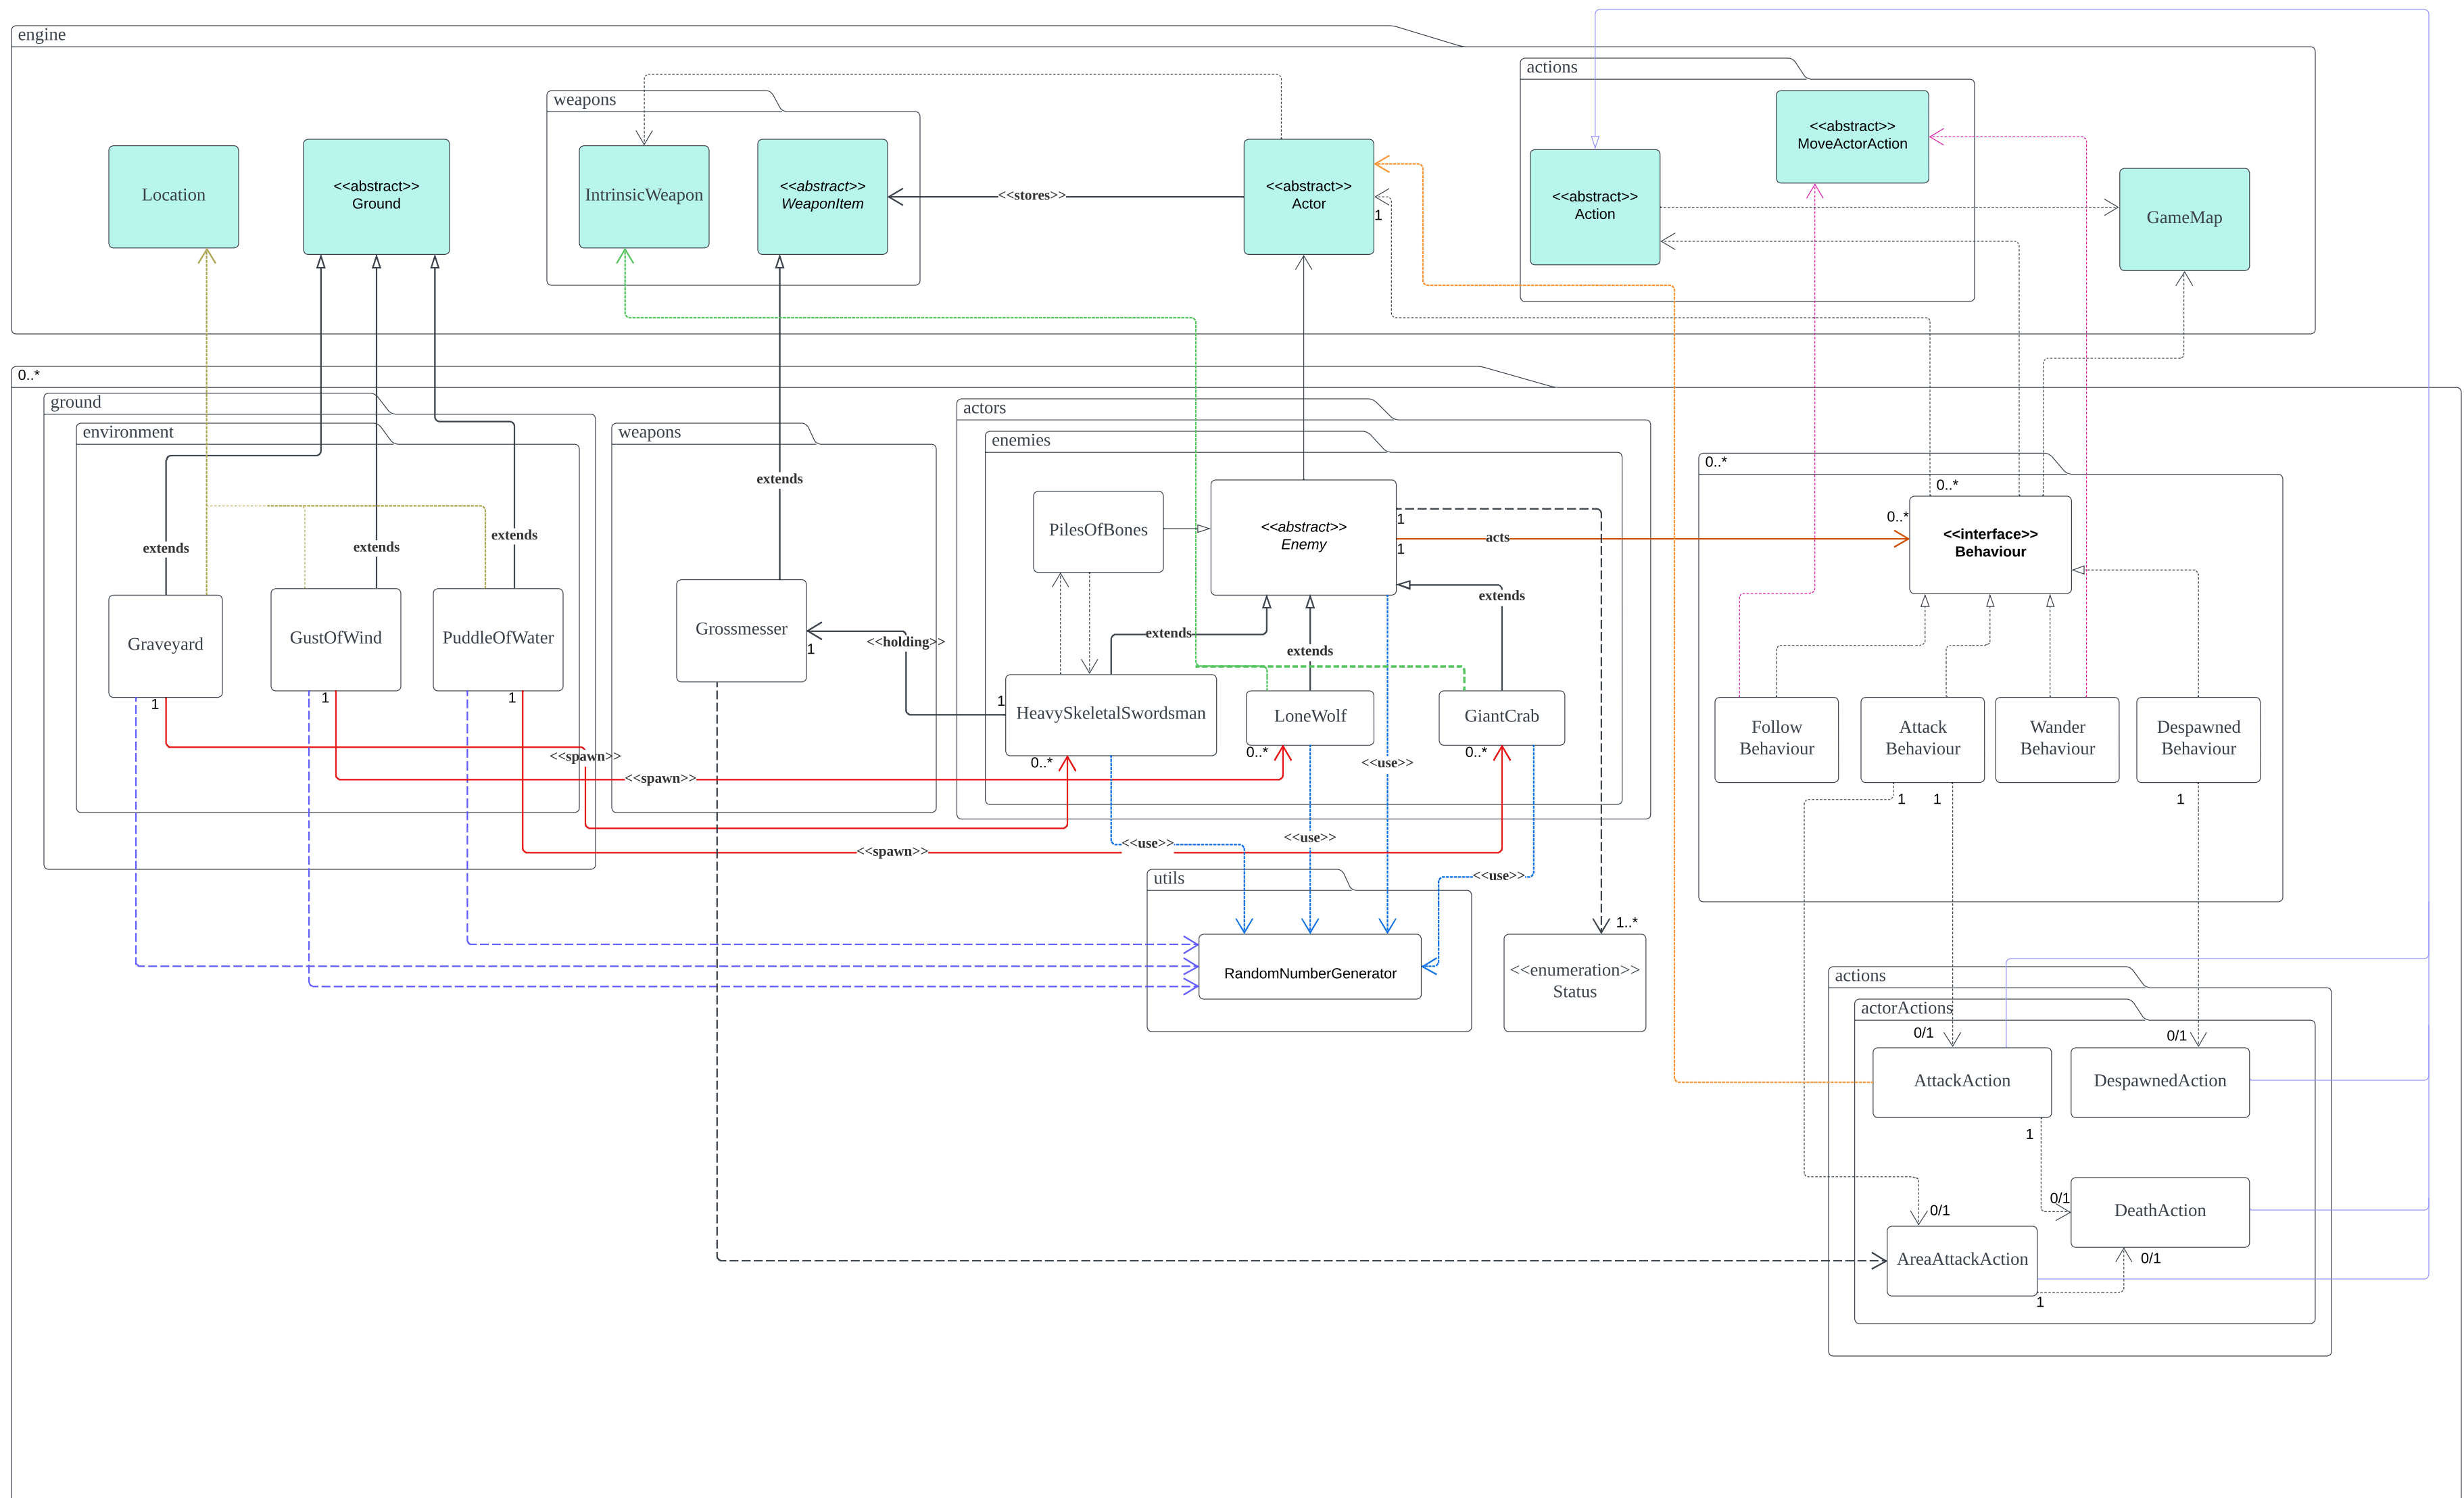 engine
actions
weapons
<<abstract>>
MoveActorAction
Location
<<abstract>>
Ground
IntrinsicWeapon
<<abstract>>
WeaponItem
<<stores>>
<<abstract>>
Actor
1
<<abstract>>
Action
GameMap
0..*
ground
environment
weapons
actors
enemies
0..*
extends
extends
extends
extends
PilesOfBones
<<abstract>>
Enemy
1
1
acts
0..*
0..*
<<interface>>
Behaviour
Graveyard
GustOfWind
PuddleOfWater
Grossmesser
1
<<holding>>
extends
extends
extends
1
HeavySkeletalSwordsman
LoneWolf
GiantCrab
Follow
Behaviour
Attack
Behaviour
Wander
Behaviour
Despawned
Behaviour
1
1
1
<<spawn>>
<<spawn>>
<<spawn>>
0..*
0..*
0..*
<<use>>
<<use>>
<<use>>
<<use>>
1
1
1
utils
RandomNumberGenerator
1..*
<<enumeration>>
Status
actions
actorActions
0/1
0/1
AttackAction
DespawnedAction
1
0/1
DeathAction
0/1
0/1
AreaAttackAction
1